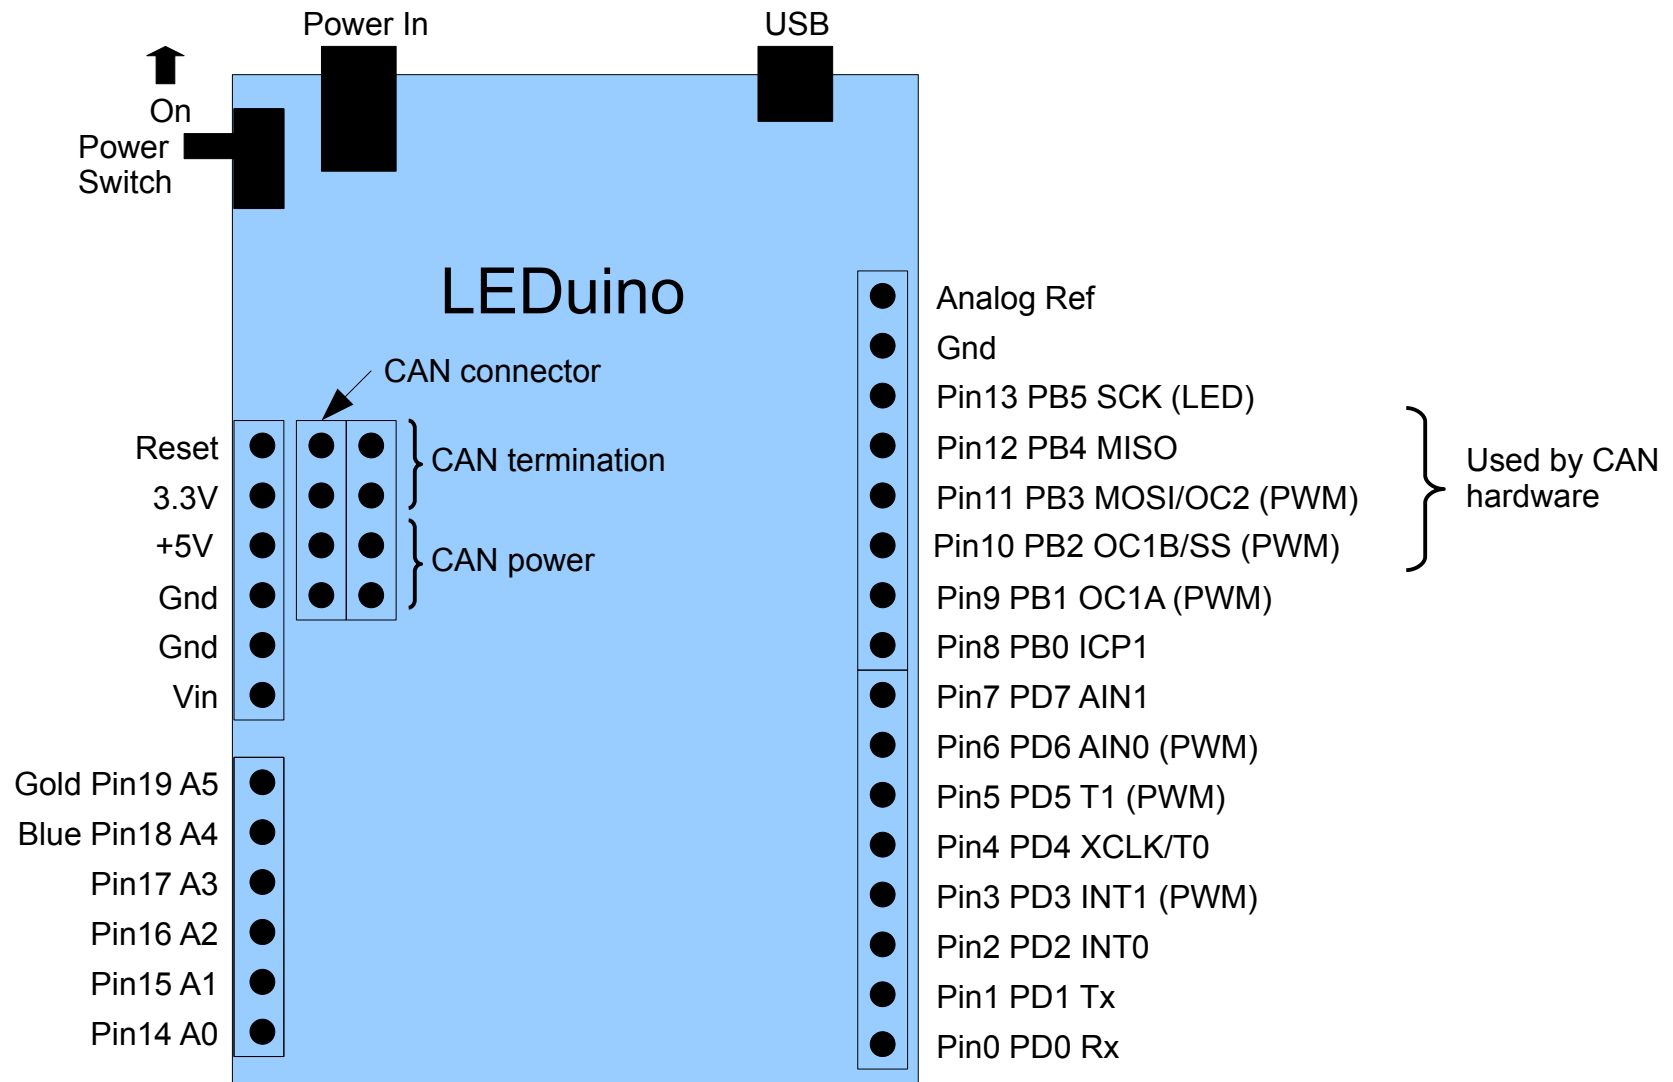 Power In
USB
On
Power
Switch
LEDuino
CAN connector
CAN termination
CAN power
Reset
3.3V
+5V
Gnd
Gnd
Vin
Gold Pin19 A5
Blue Pin18 A4
Pin17 A3
Pin16 A2
Pin15 A1
Pin14 A0
Analog Ref
Gnd
Pin13 PB5 SCK (LED)
Pin12 PB4 MISO
Pin11 PB3 MOSI/OC2 (PWM)
Pin10 PB2 OC1B/SS (PWM)
Pin9 PB1 OC1A (PWM)
Pin8 PB0 ICP1
Pin7 PD7 AIN1
Pin6 PD6 AIN0 (PWM)
Pin5 PD5 T1 (PWM)
Pin4 PD4 XCLK/T0
Pin3 PD3 INT1 (PWM)
Pin2 PD2 INT0
Pin1 PD1 Tx
Pin0 PD0 Rx
Used by CAN
hardware